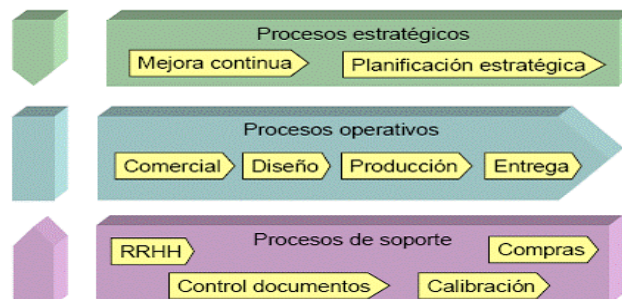 Procesos estratégicos
Mejora continua
Planificación estratégica
Procesos operativos
Comercial
Diseño
Producción
Entrega
Procesos de soporte
RRHH
Compras
Control documentos
Calibración